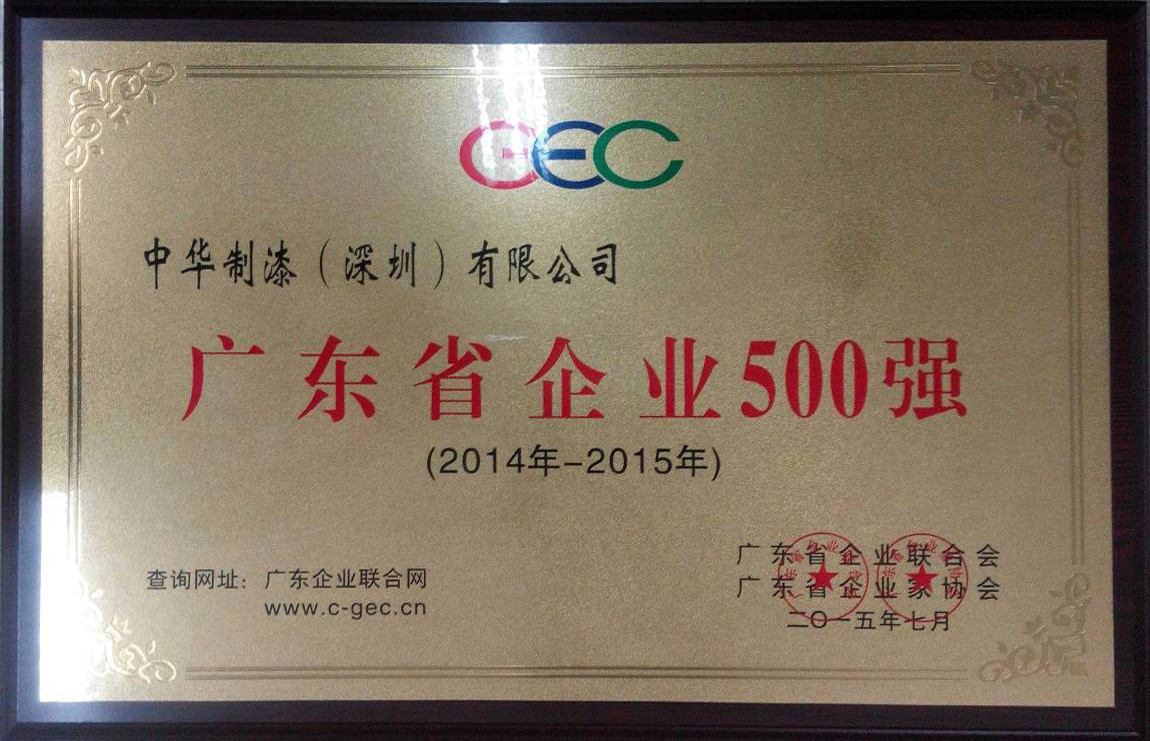 GEC
中华制漆（深圳）有限公司
广东省企业500强
(2014年-2015年)
广东省企业联合会
广东省企业家协会
二〇一五年七月
查询网址：广东企业联合网
www.c-gec.cn